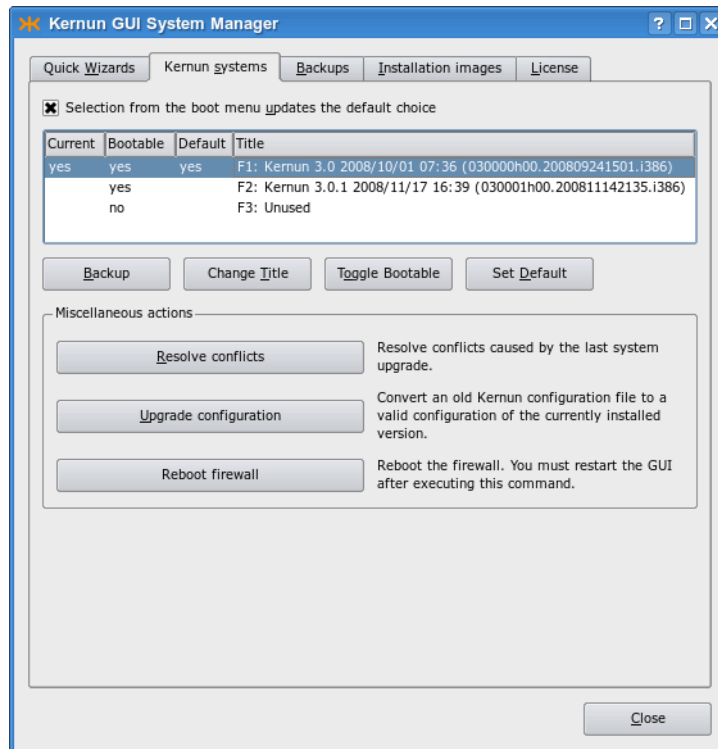 Kernun GUI System Manager
Quick Wizards Kernun systems Backups Installation images License
Selection from the boot menu updates the default choice
Current Bootable Default Title
yes yes yes F1: Kernun 3.0 2008/10/01 07:36 (030000h00.200809241501.i386)
yes F2: Kernun 3.0.1 2008/11/17 16:39 (030001h00.200811142135.i386)
no F3: Unused
Backup Change Title Toggle Bootable Set Default
Miscellaneous actions
Resolve conflicts
Resolve conflicts caused by the last system
upgrade.
Upgrade configuration
Convert an old Kernun configuration file to a
valid configuration of the currently installed
version.
Reboot firewall
Reboot the firewall. You must restart the GUI
after executing this command.
Close